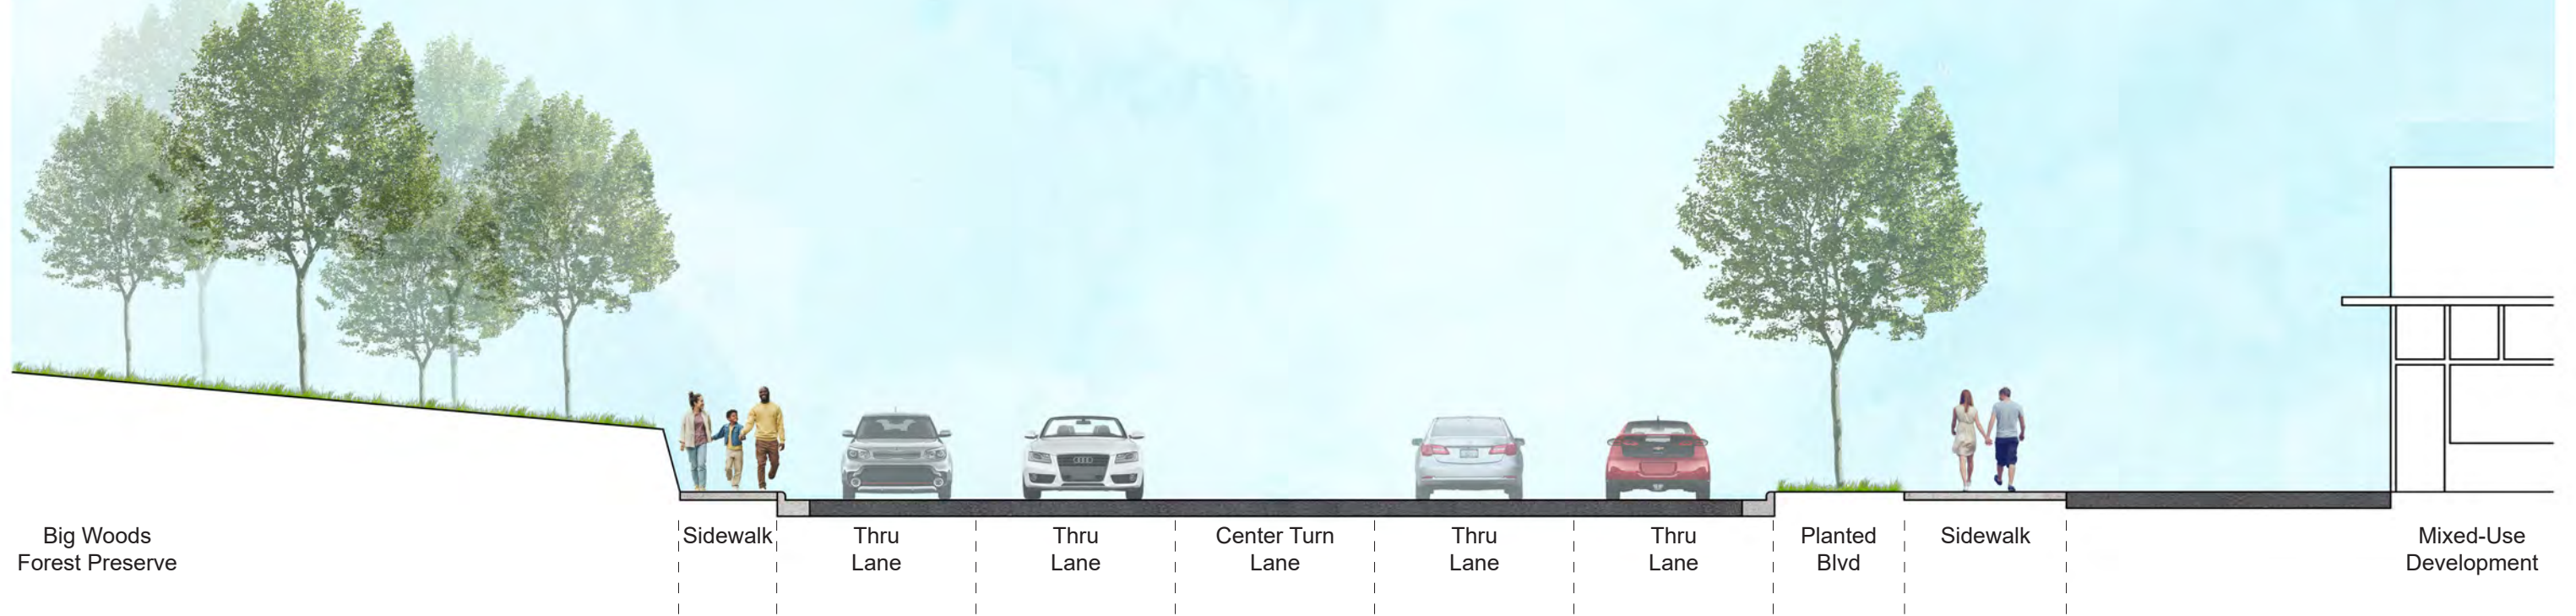 Big Woods
Forest Preserve
Sidewalk
Thru
Lane
Thru
Lane
Center Turn
Lane
Thru
Lane
Thru
Lane
Planted
Blvd
Sidewalk
Mixed-Use
Development